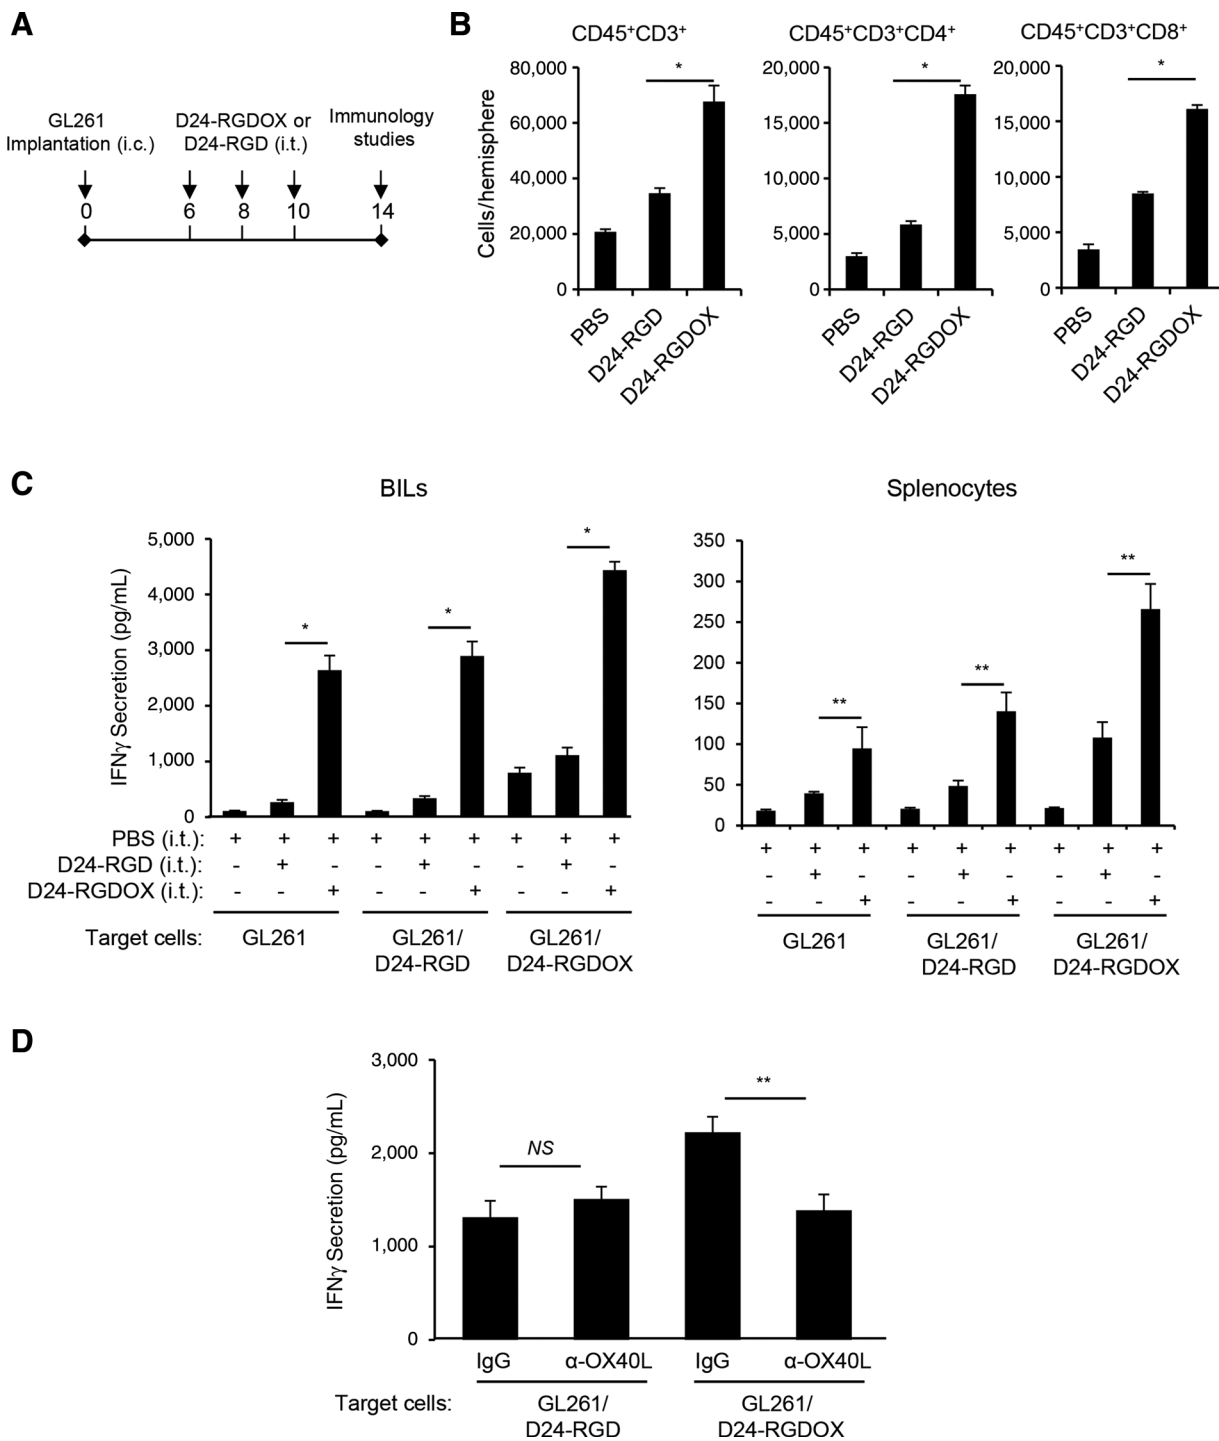 A
GL261
Implantation (i.c.)
D24-RGDOX or
D24-RGD (i.t.)
Immunology
studies
0 6 8 10 14
B
CD45⁺CD3⁺
CD45⁺CD3⁺CD4⁺
CD45⁺CD3⁺CD8⁺
Cells/hemisphere
80,000
60,000
40,000
20,000
0
*
PBS
D24-RGD
D24-RGDOX
20,000
15,000
10,000
5,000
0
*
PBS
D24-RGD
D24-RGDOX
20,000
15,000
10,000
5,000
0
*
PBS
D24-RGD
D24-RGDOX
C
BILs
IFNγ Secretion (pg/mL)
5,000
4,000
3,000
2,000
1,000
0
* * *
PBS (i.t.): + + + + + + + + +
D24-RGD (i.t.): - + - - + - - + -
D24-RGDOX (i.t.): - - + - - + - - +
Target cells:
GL261
GL261/
D24-RGD
GL261/
D24-RGDOX
Splenocytes
350
300
250
200
150
100
50
0
** ** **
+ + + + + + + + +
- + - - + - - + -
- - + - - + - - +
GL261
GL261/
D24-RGD
GL261/
D24-RGDOX
D
IFNγ Secretion (pg/mL)
3,000
2,000
1,000
0
NS
**
IgG α-OX40L IgG α-OX40L
Target cells:
GL261/
D24-RGD
GL261/
D24-RGDOX